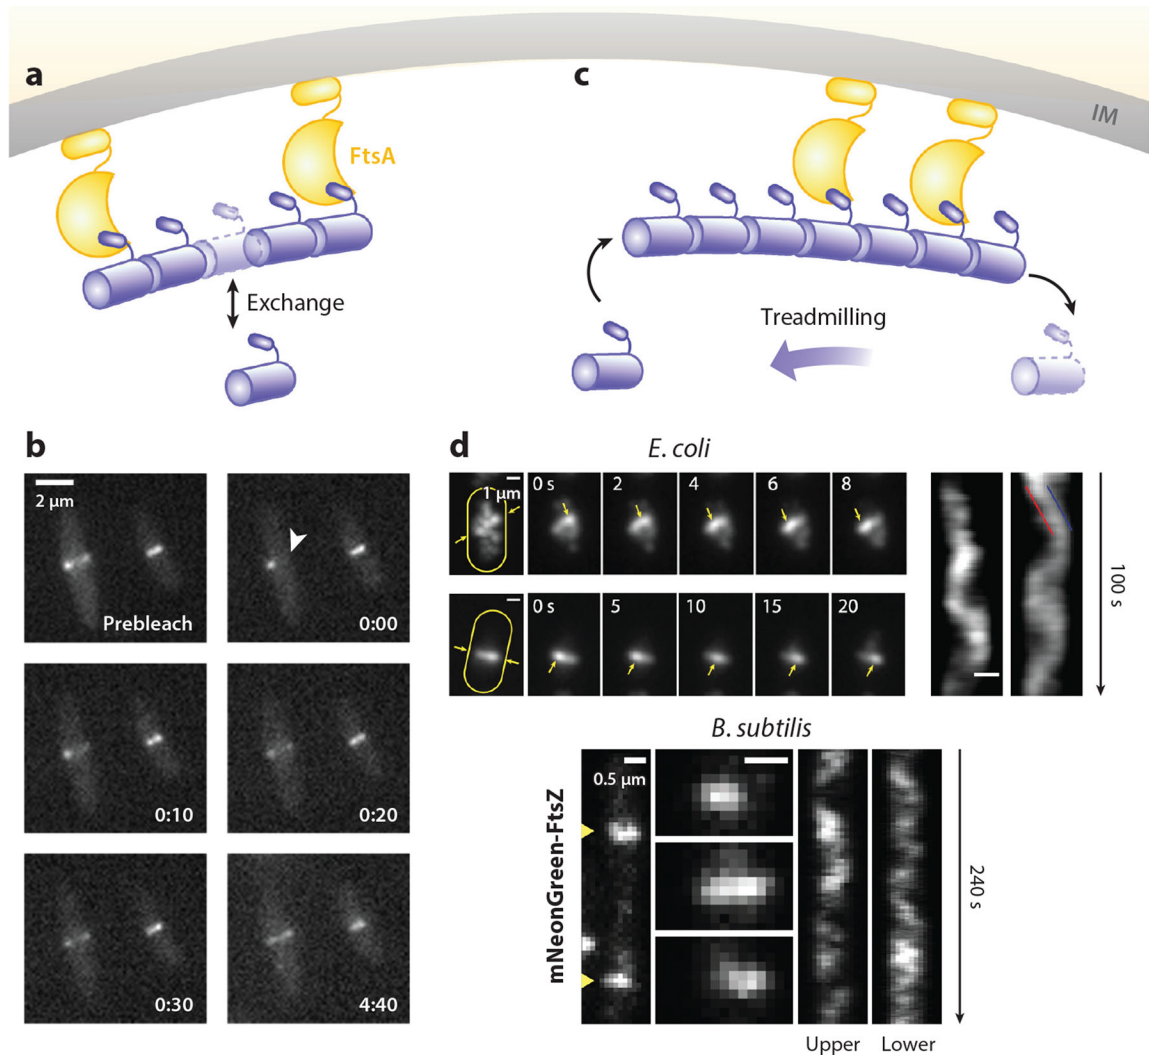 a
c
IM
FtsA
Exchange
Treadmilling
b
2 μm
Prebleach
0:00
0:10
0:20
0:30
4:40
d
E. coli
1 μm
0 s
2
4
6
8
0 s
5
10
15
20
100 s
B. subtilis
mNeonGreen-FtsZ
0.5 μm
240 s
Upper
Lower